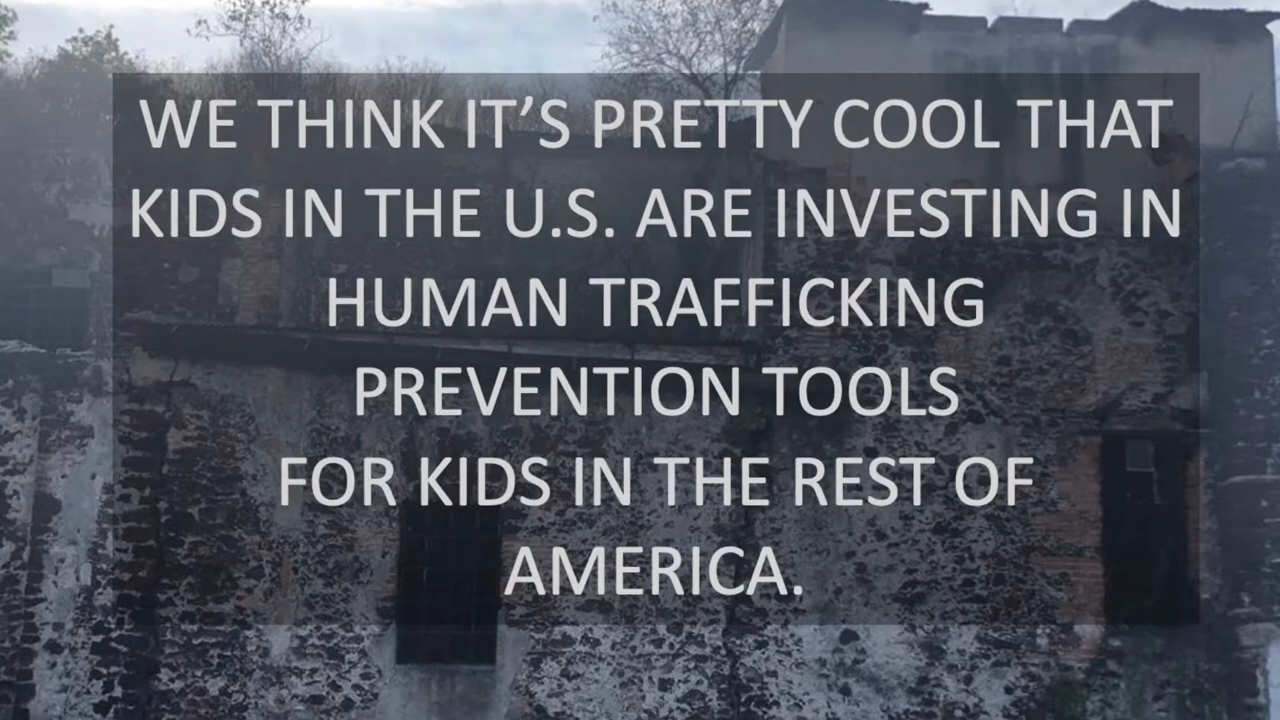 WE THINK IT’S PRETTY COOL THAT
KIDS IN THE U.S. ARE INVESTING IN
HUMAN TRAFFICKING
PREVENTION TOOLS
FOR KIDS IN THE REST OF
AMERICA.